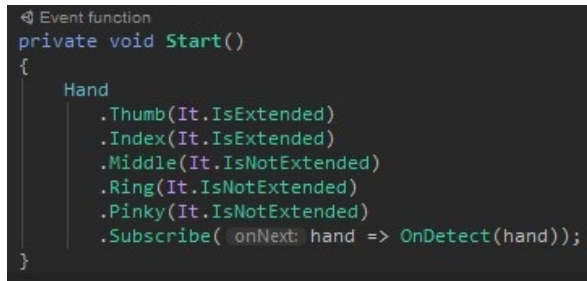 Event function
private void Start()
{
Hand
.Thumb(It.IsExtended)
.Index(It.IsExtended)
.Middle(It.IsNotExtended)
.Ring(It.IsNotExtended)
.Pinky(It.IsNotExtended)
.Subscribe( onNext: hand => OnDetect(hand));
}